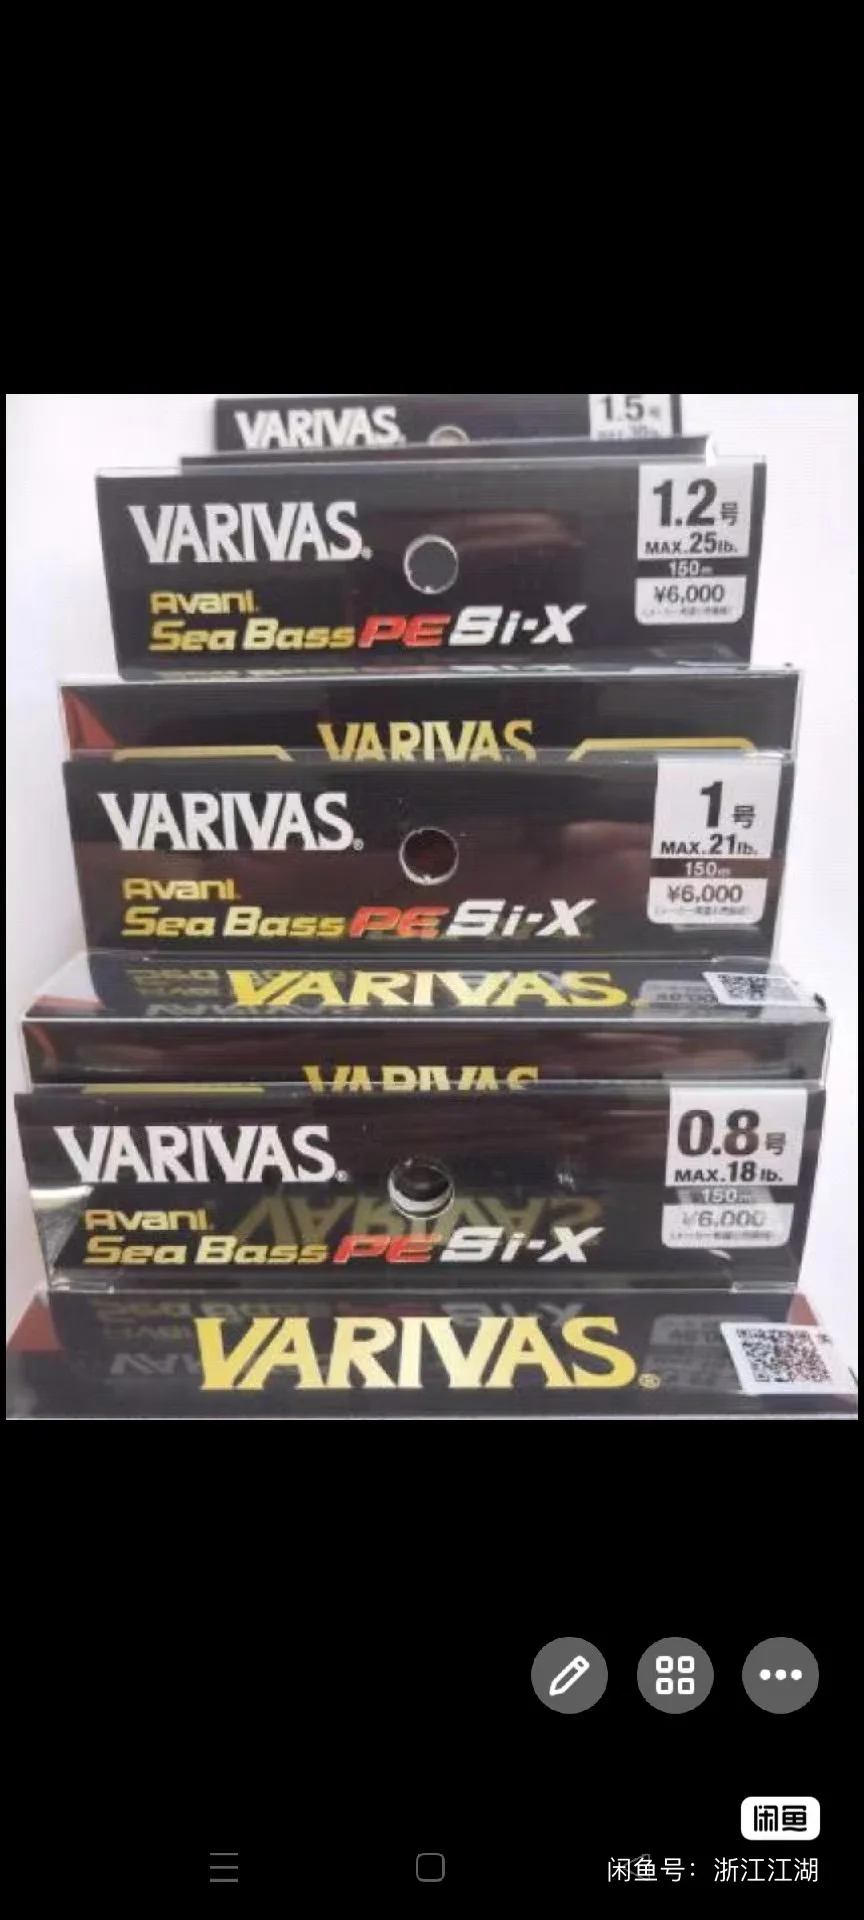 VARIVAS
1.5号
VARIVAS®
1.2号
MAX.25lb.
150m
¥6,000
Avani
Sea Bass PE Si-X
VARIVAS
VARIVAS®
1号
MAX.21lb.
150m
¥6,000
Avani
Sea Bass PE Si-X
VARIVAS
VARIVAS
VARIVAS®
0.8号
MAX.18lb.
150m
¥6,000
Avani
Sea Bass PE Si-X
VARIVAS®
闲鱼
闲鱼号：浙江江湖